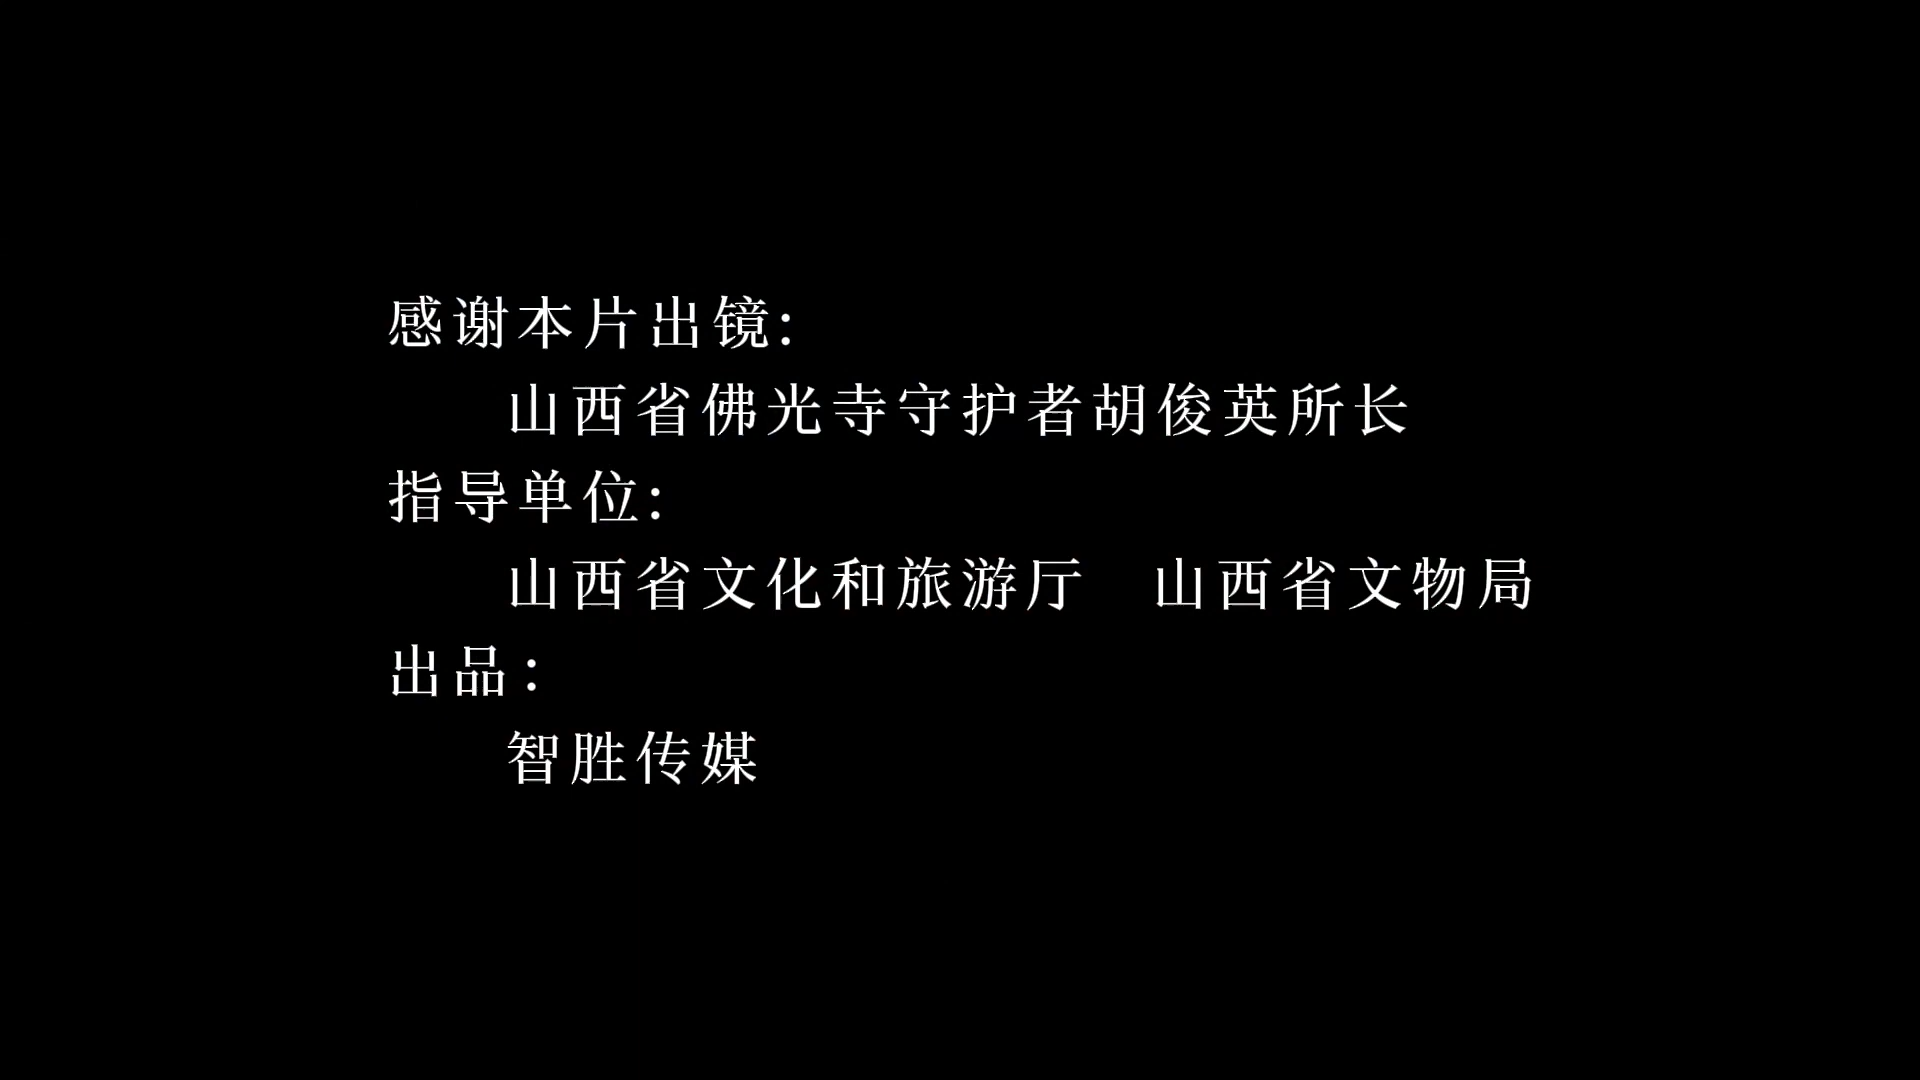 感谢本片出镜:
山西省佛光寺守护者胡俊英所长
指导单位:
山西省文化和旅游厅　山西省文物局
出品:
智胜传媒